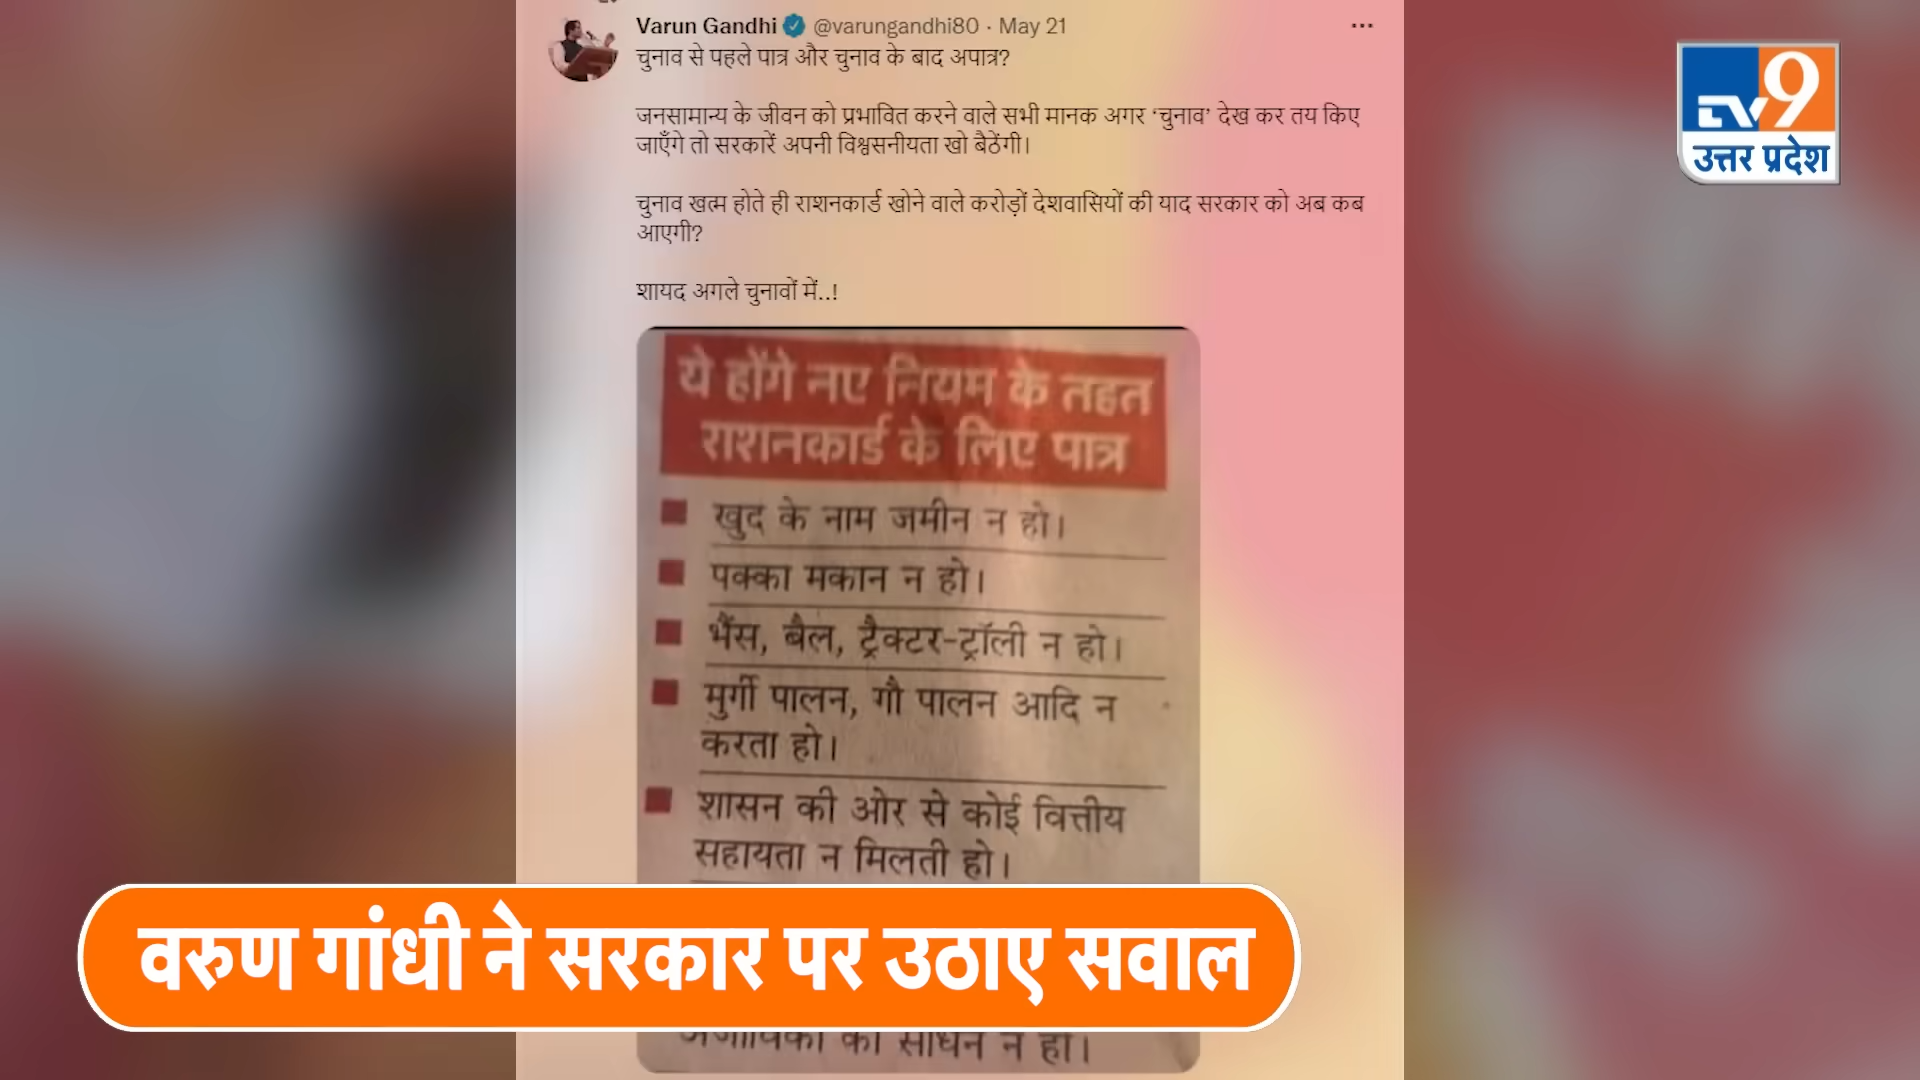 Varun Gandhi @varungandhi80 · May 21
चुनाव से पहले पात्र और चुनाव के बाद अपात्र?
जनसामान्य के जीवन को प्रभावित करने वाले सभी मानक अगर ‘चुनाव’ देख कर तय किए
जाएँगे तो सरकारें अपनी विश्वसनीयता खो बैठेंगी।
चुनाव खत्म होते ही राशनकार्ड खोने वाले करोड़ों देशवासियों की याद सरकार को अब कब
आएगी?
शायद अगले चुनावों में..!
TV9
उत्तर प्रदेश
ये होंगे नए नियम के तहत
राशनकार्ड के लिए पात्र
खुद के नाम जमीन न हो।
पक्का मकान न हो।
भैंस, बैल, ट्रैक्टर-ट्रॉली न हो।
मुर्गी पालन, गौ पालन आदि न
करता हो।
शासन की ओर से कोई वित्तीय
सहायता न मिलती हो।
वरुण गांधी ने सरकार पर उठाए सवाल
का साधन न हो।